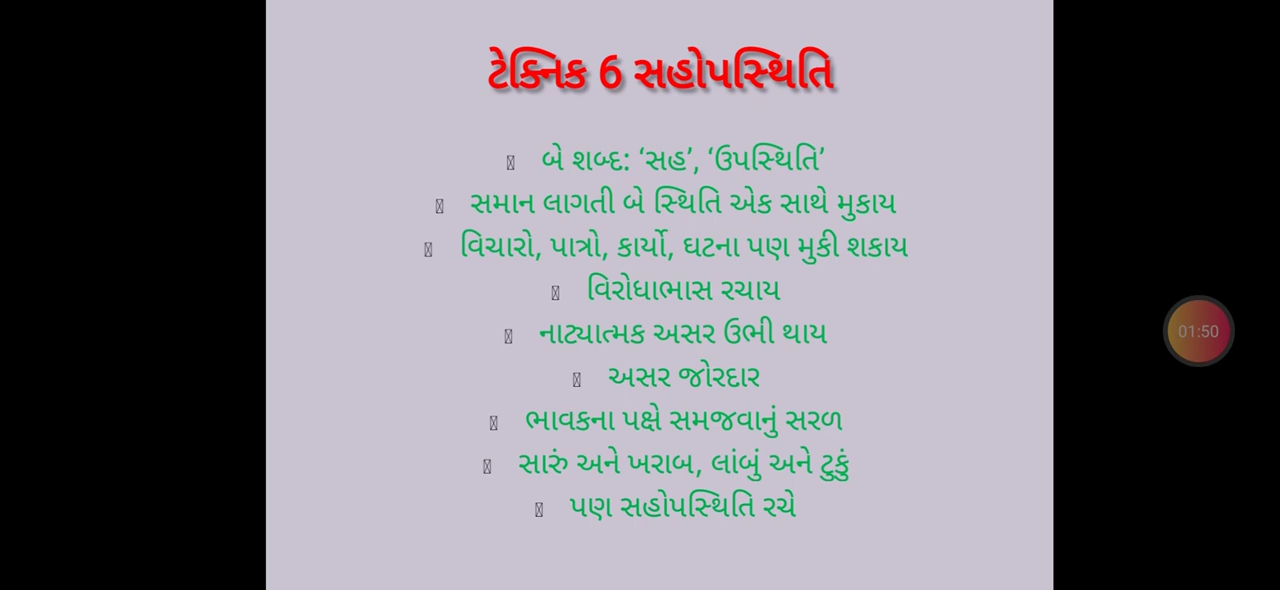 ટેક્નિક 6 સહોપસ્થિતિ
બે શબ્દ: ‘સહ’, ‘ઉપસ્થિતિ’
સમાન લાગતી બે સ્થિતિ એક સાથે મુકાય
વિચારો, પાત્રો, કાર્યો, ઘટના પણ મુકી શકાય
વિરોધાભાસ રચાય
નાટ્યાત્મક અસર ઉભી થાય
અસર જોરદાર
ભાવકના પક્ષે સમજવાનું સરળ
સારું અને ખરાબ, લાંબું અને ટુકું
પણ સહોપસ્થિતિ રચે
01:50